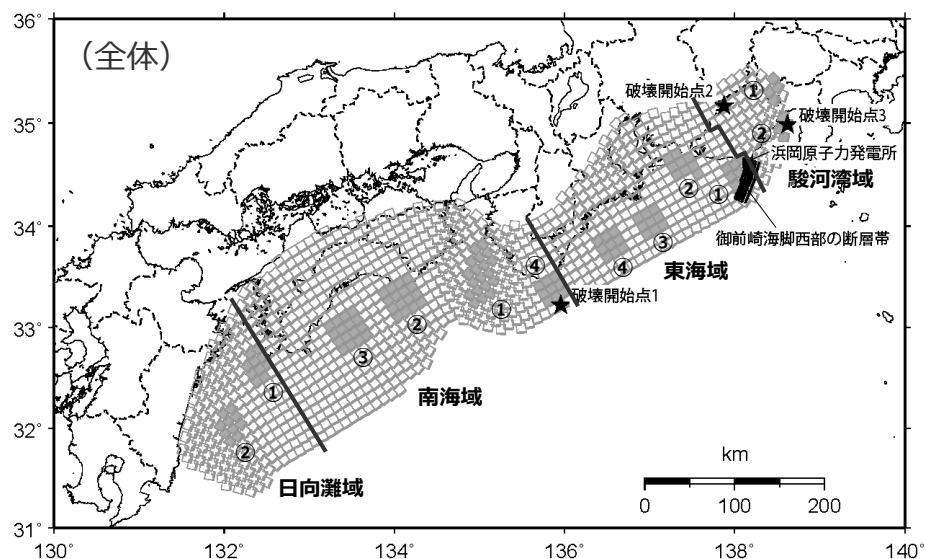 36°
(全体)
破壊開始点2
①
35°
破壊開始点3
②
浜岡原子力発電所
②
①
駿河湾域
34°
御前崎海脚西部の断層帯
③
④
④
東海域
破壊開始点1
①
②
33°
③
①
南海域
32°
②
km
日向灘域
0 100 200
31°
130° 132° 134° 136° 138° 140°